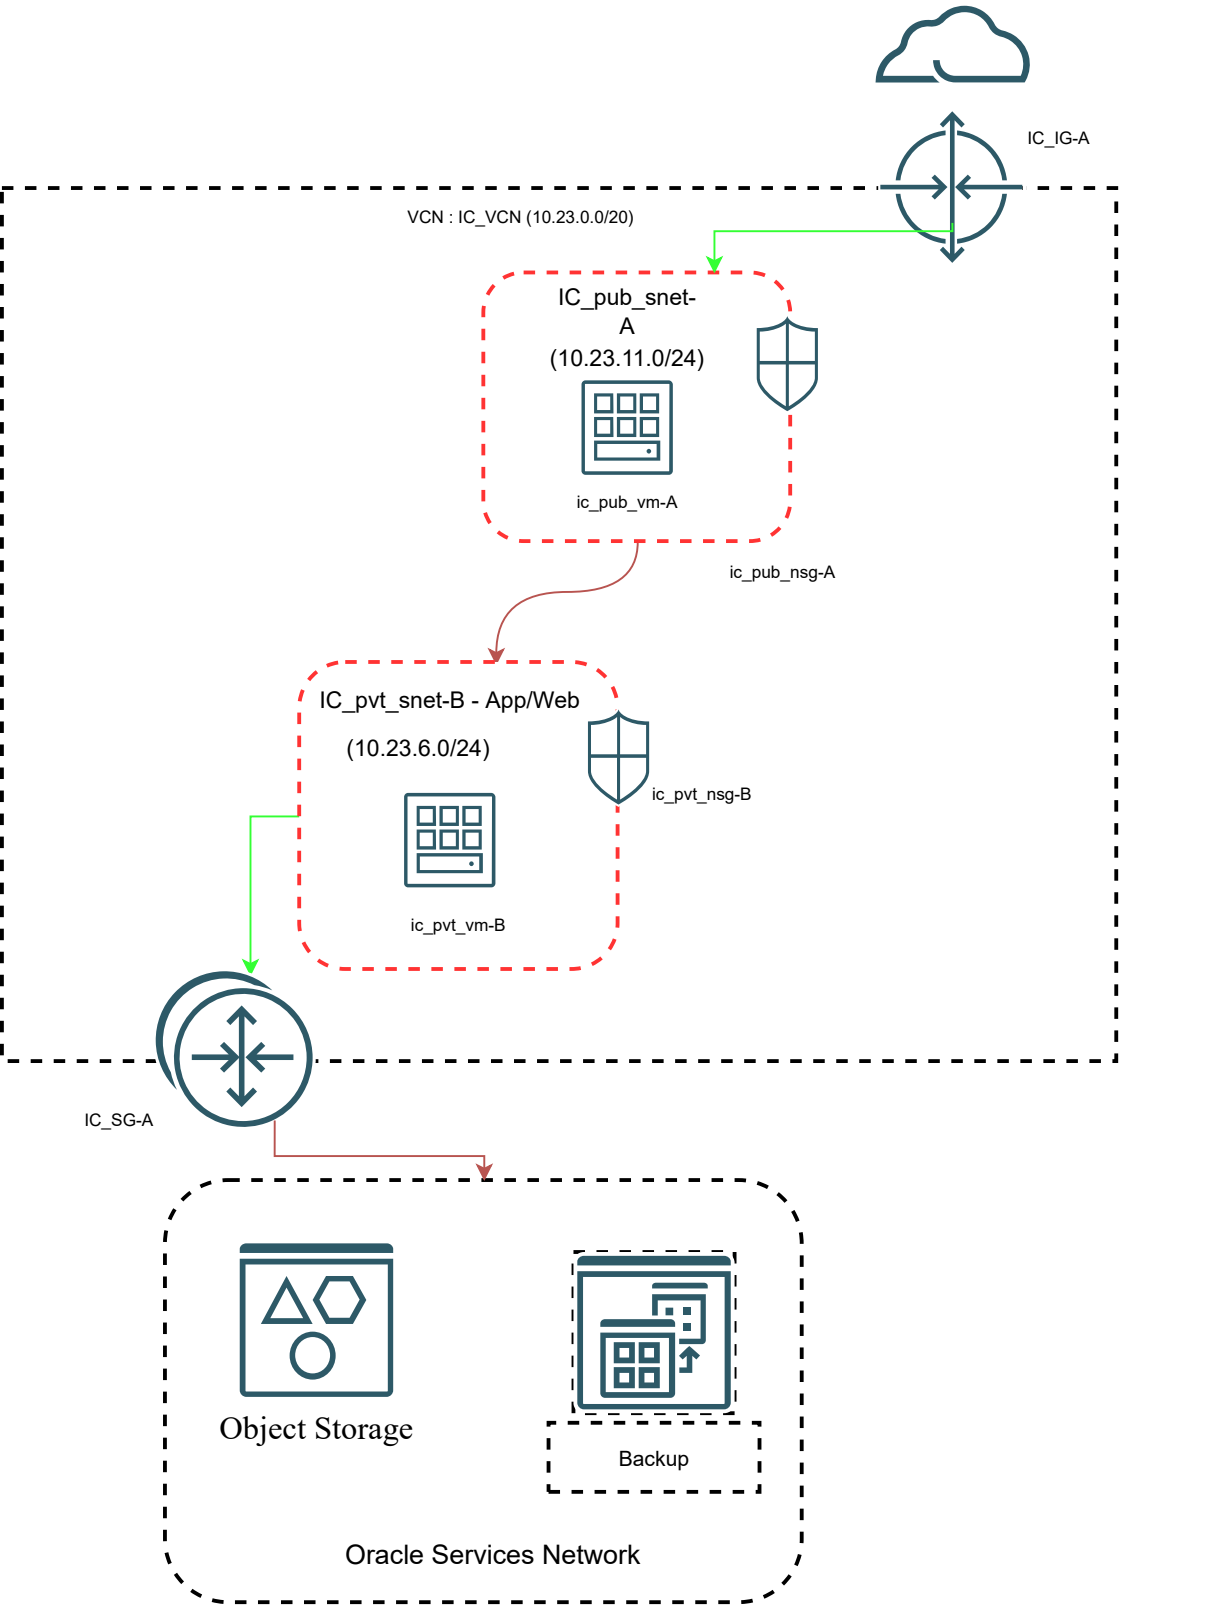 IC_IG-A
VCN : IC_VCN (10.23.0.0/20)
IC_pub_snet-
A
(10.23.11.0/24)
ic_pub_vm-A
ic_pub_nsg-A
IC_pvt_snet-B - App/Web
(10.23.6.0/24)
ic_pvt_nsg-B
ic_pvt_vm-B
IC_SG-A
Object Storage
Backup
Oracle Services Network